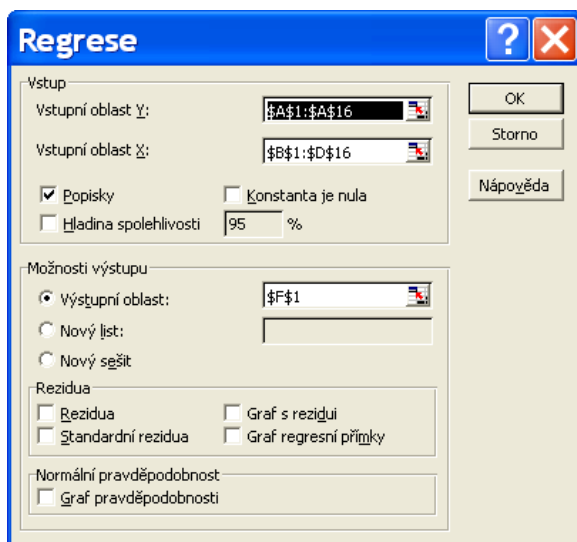 Regrese
Vstup
Vstupní oblast Y: $A$1:$A$16
Vstupní oblast X: $B$1:$D$16
Popisky Konstanta je nula
Hladina spolehlivosti 95 %
OK
Storno
Nápověda
Možnosti výstupu
Výstupní oblast: $F$1
Nový list:
Nový sešit
Rezidua
Rezidua Graf s rezidui
Standardní rezidua Graf regresní přímky
Normální pravděpodobnost
Graf pravděpodobnosti